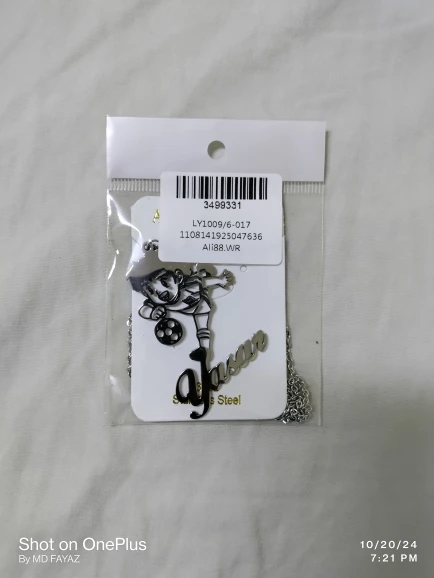 3499331
LY1009/6-017
1108141925047636
Ali88.WR
Steel
Shot on OnePlus
By MD FAYAZ
10/20/24
7:21 PM